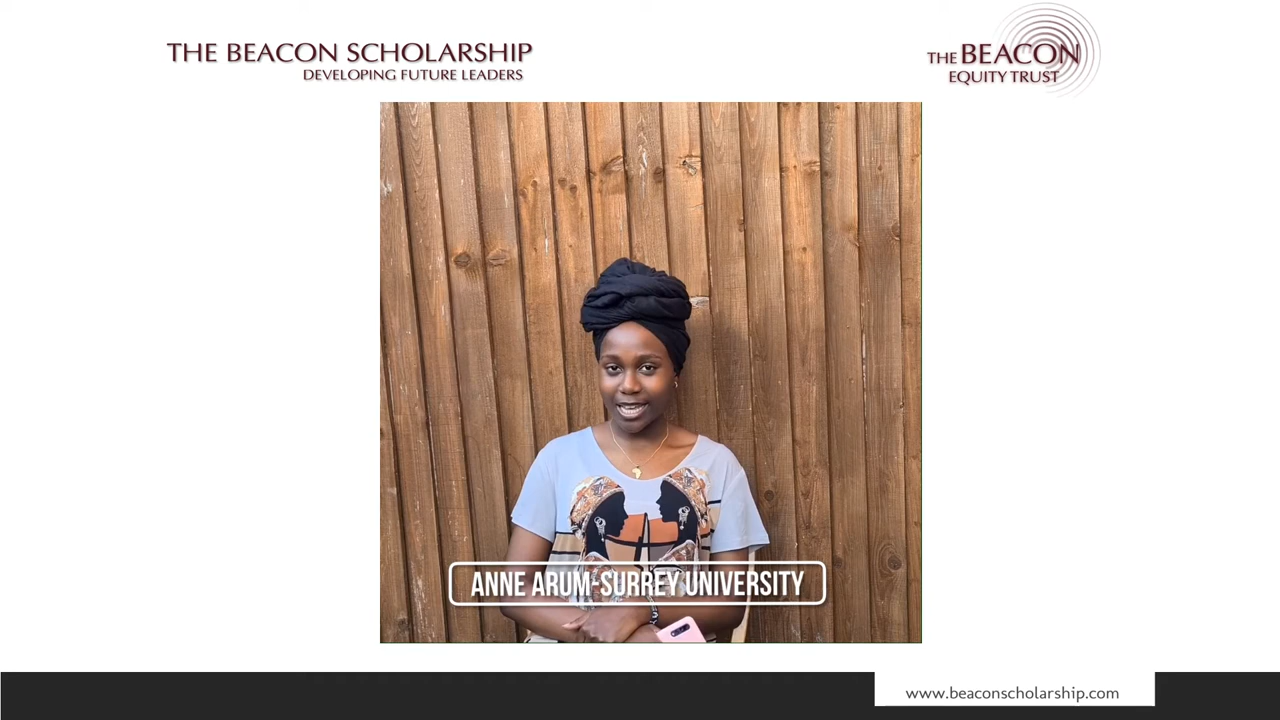 THE BEACON SCHOLARSHIP
DEVELOPING FUTURE LEADERS
THE BEACON
EQUITY TRUST
ANNE ARUM-SURREY UNIVERSITY
www.beaconscholarship.com